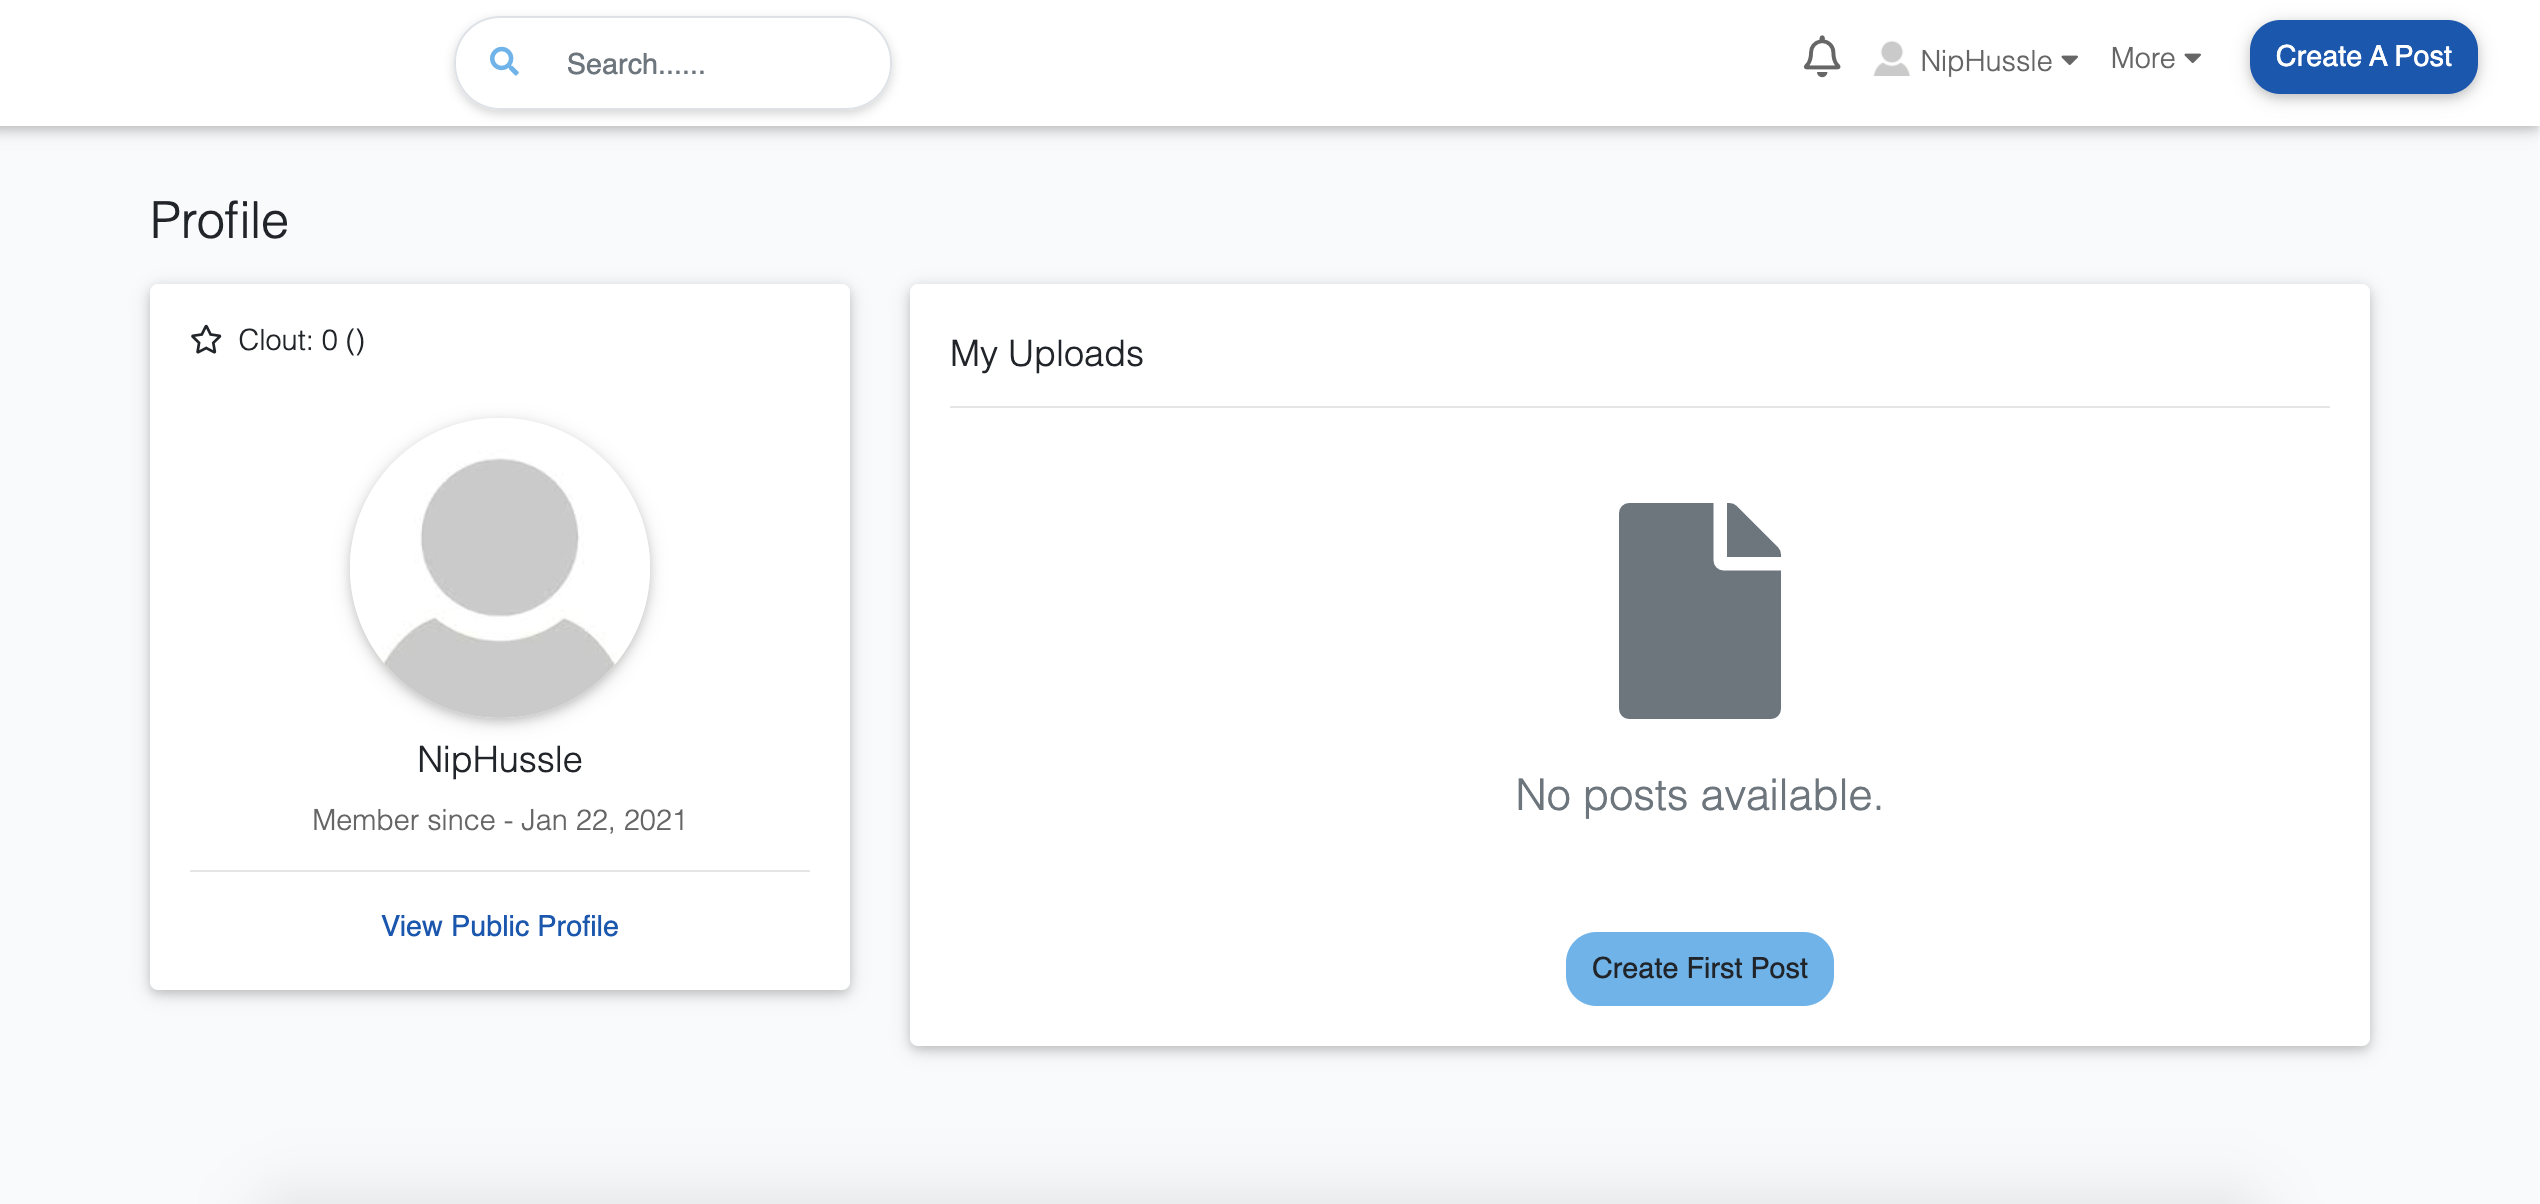 Search......
NipHussle
More
Create A Post
Profile
Clout: 0 ()
NipHussle
Member since - Jan 22, 2021
View Public Profile
My Uploads
No posts available.
Create First Post